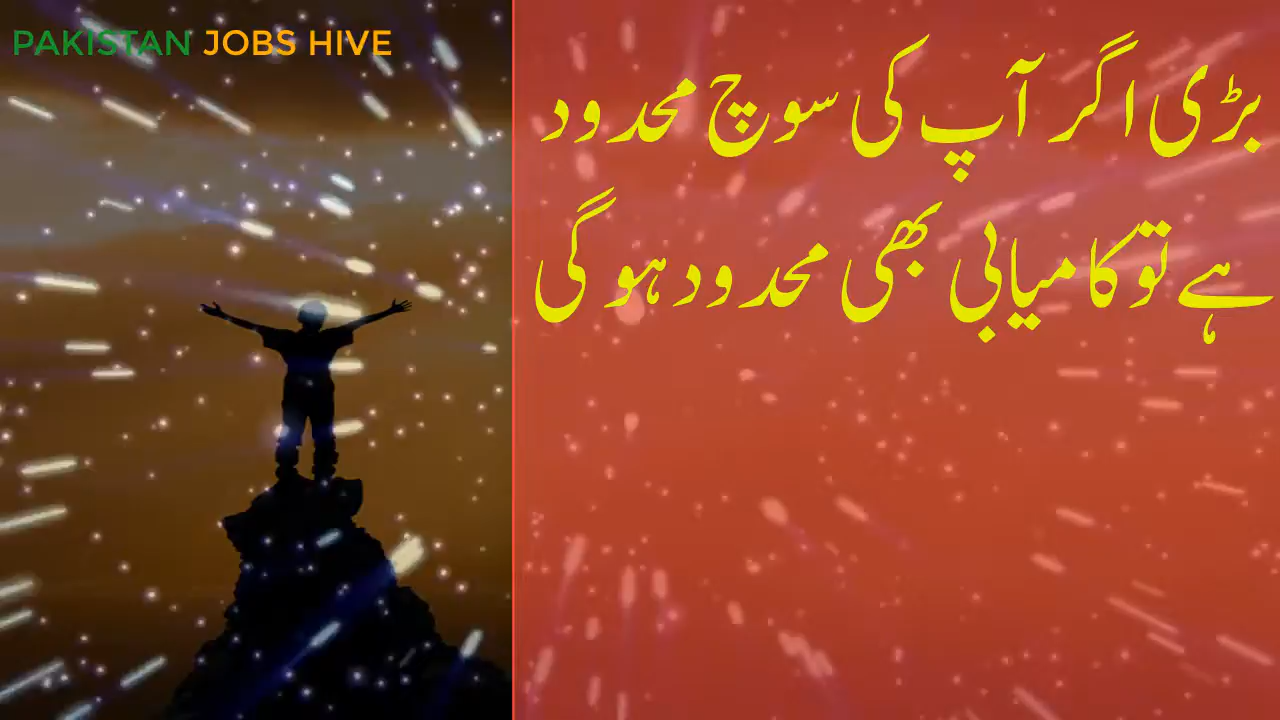 PAKISTAN JOBS HIVE
بڑی اگر آپ کی سوچ محدود
ہے تو کامیابی بھی محدود ہو گی